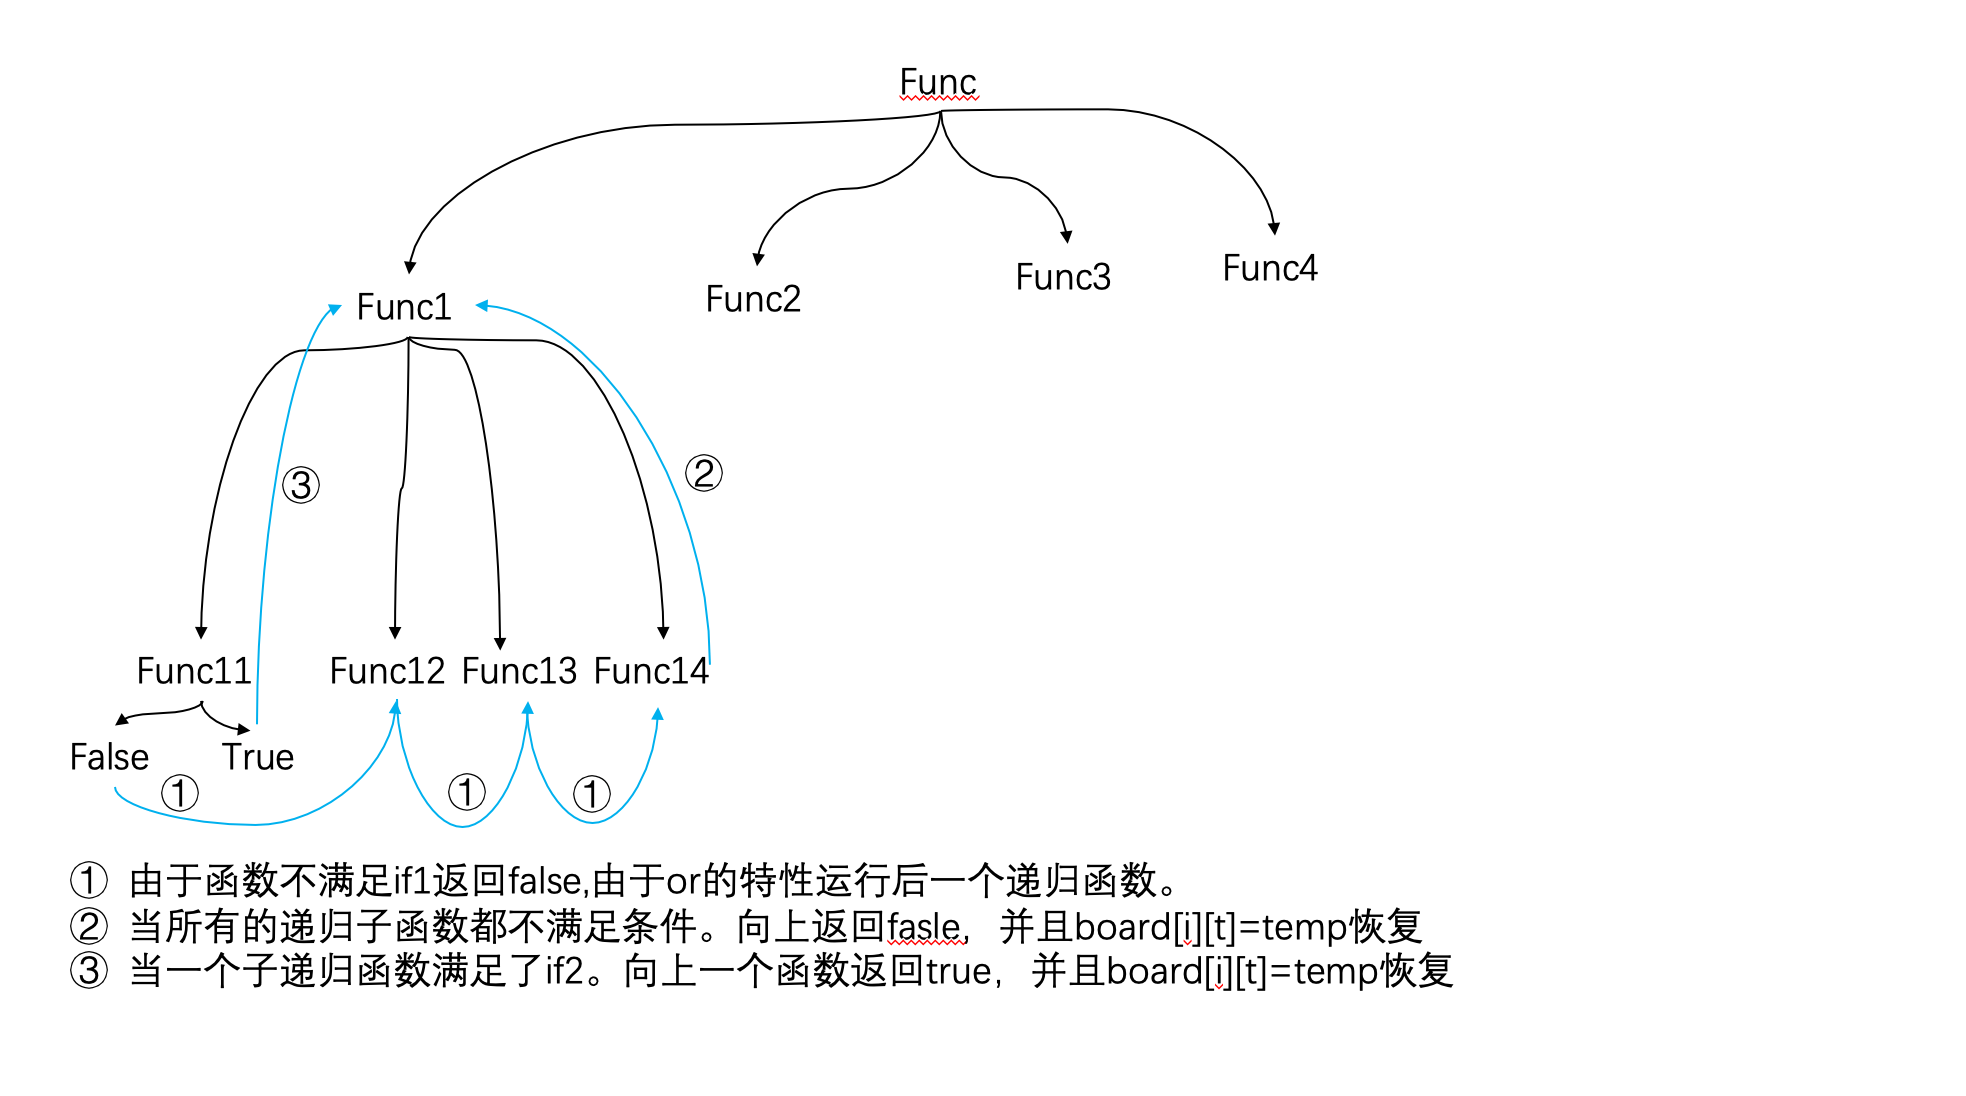 Func
Func1
Func2
Func3
Func4
③
②
Func11
Func12
Func13
Func14
False
True
①
①
①
① 由于函数不满足if1返回false,由于or的特性运行后一个递归函数。
② 当所有的递归子函数都不满足条件。向上返回fasle，并且board[i][t]=temp恢复
③ 当一个子递归函数满足了if2。向上一个函数返回true，并且board[i][t]=temp恢复